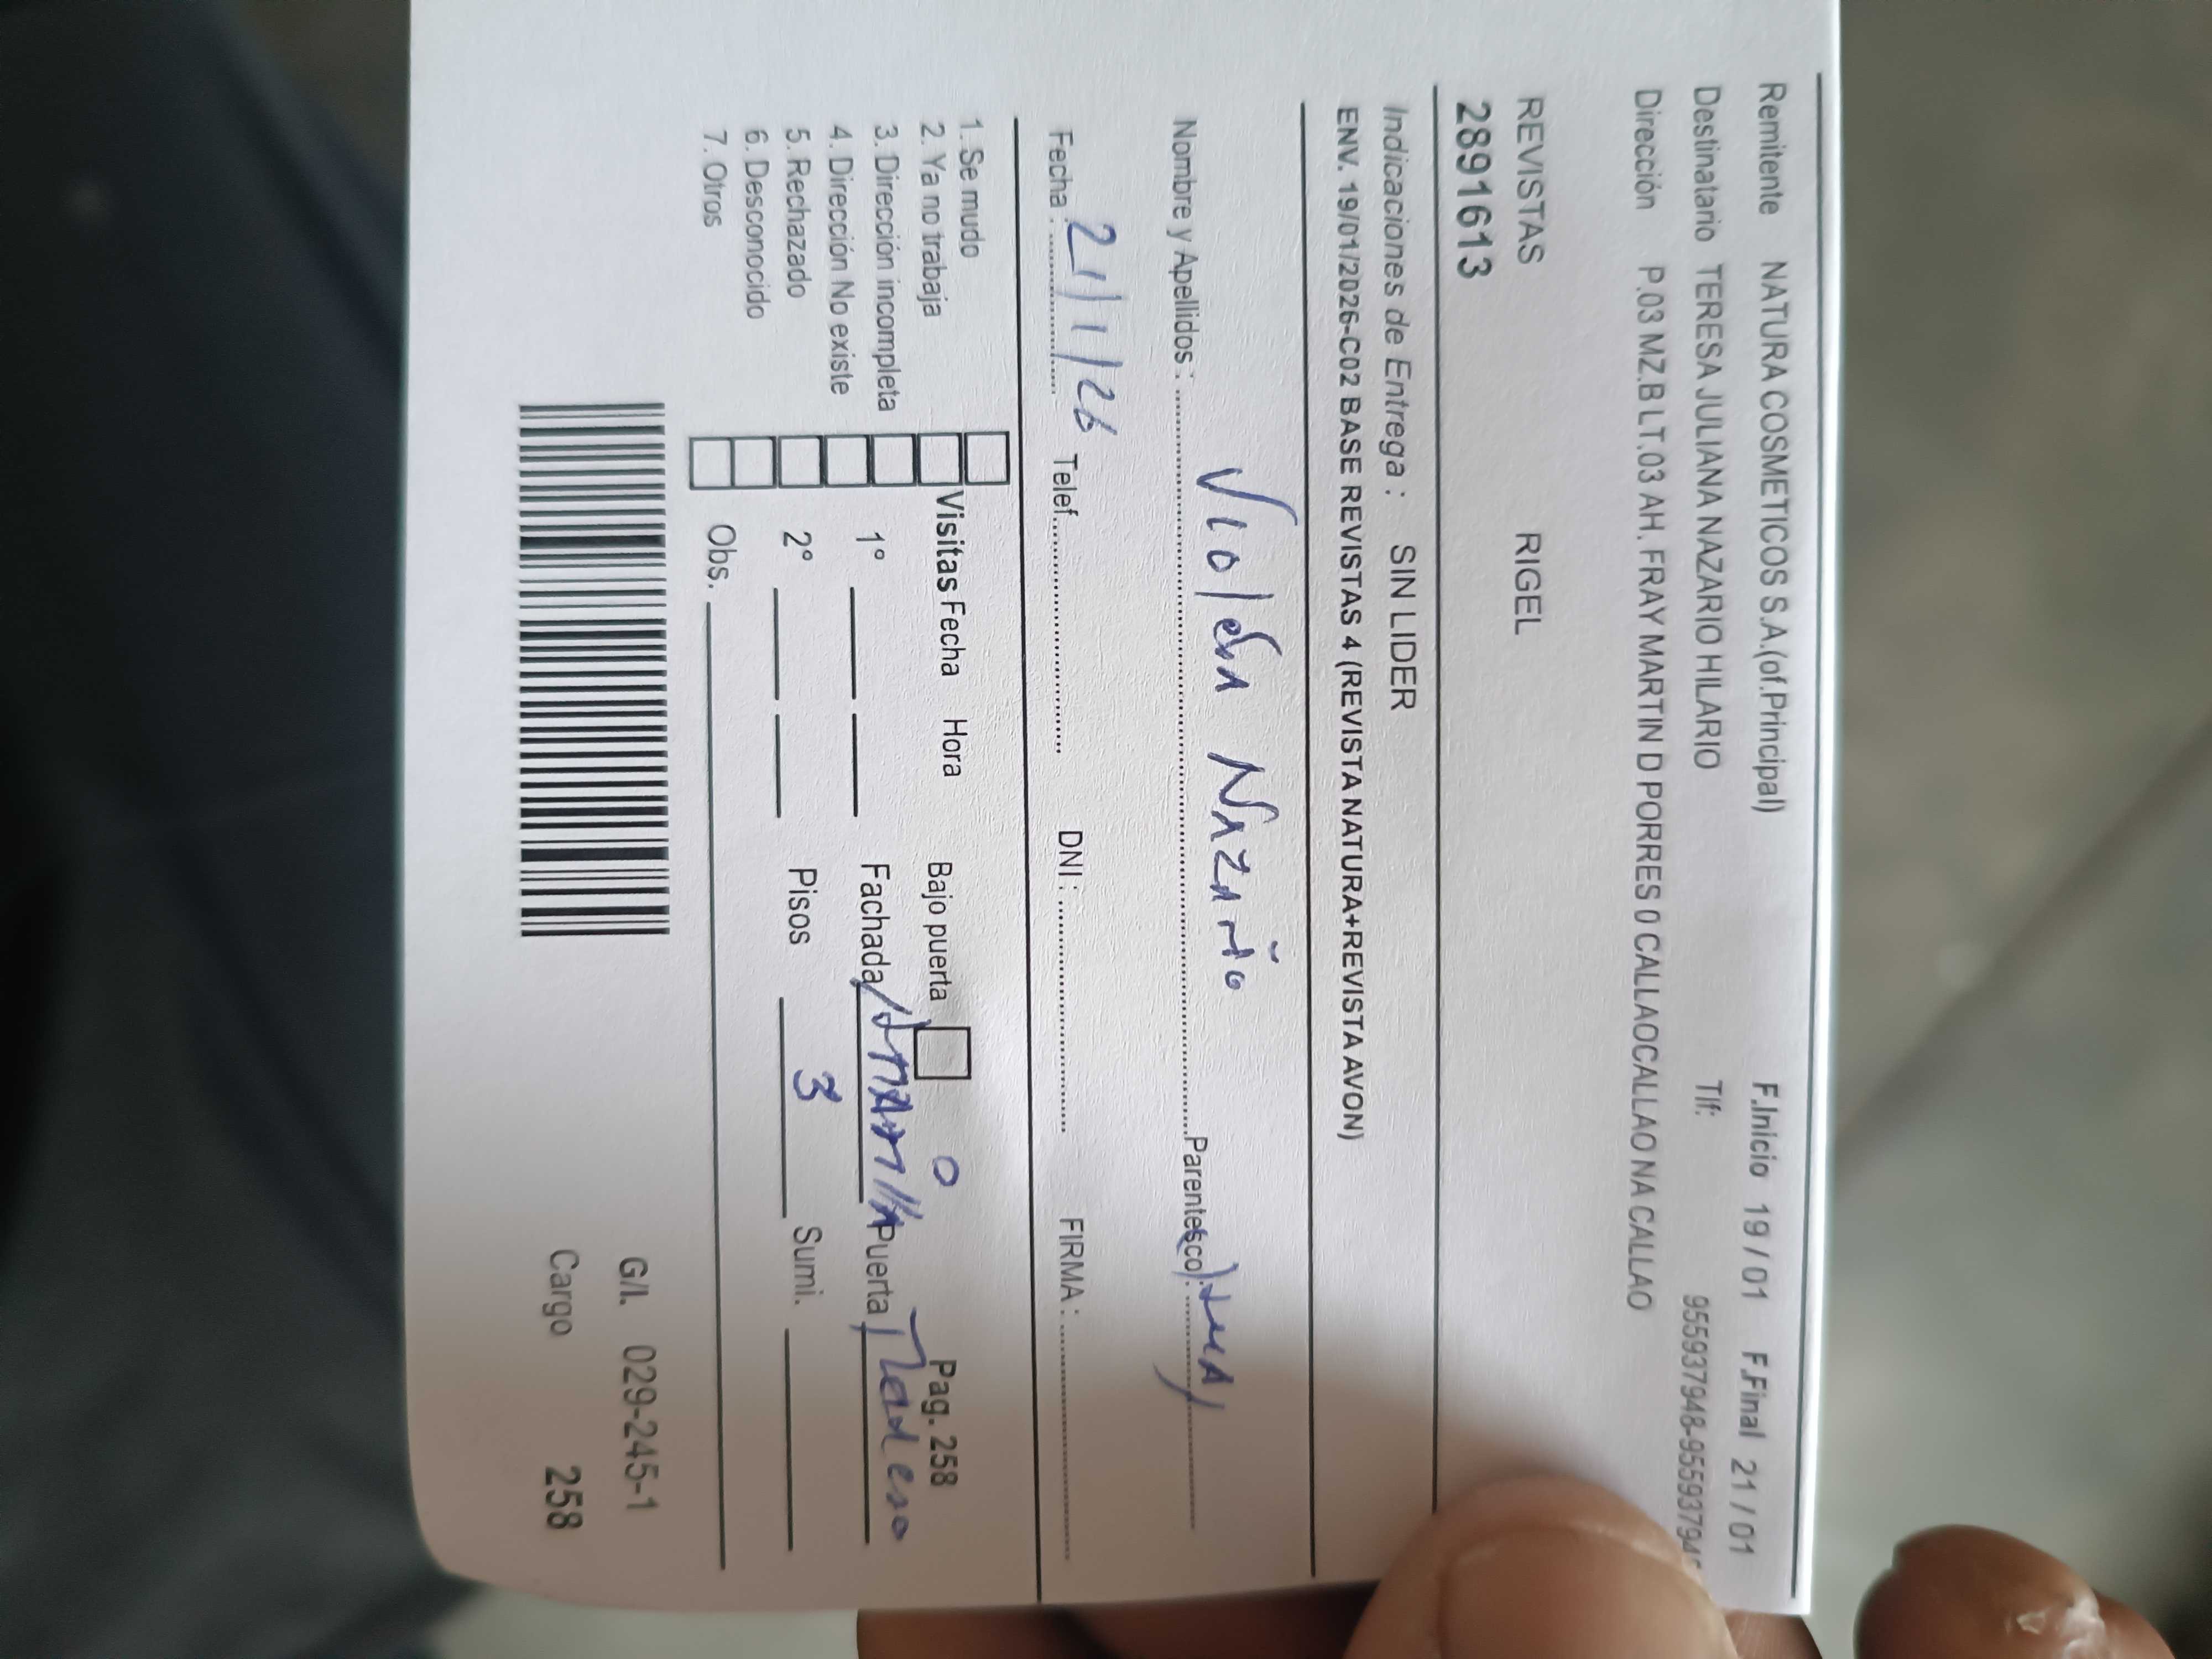 Remitente NATURA COSMETICOS S.A.(of.Principal) F.Inicio 19/01 F.Final 21/01
Destinatario TERESA JULIANA NAZARIO HILARIO Tlf: 955937948-95593794
Dirección P.03 MZ.B LT.03 AH. FRAY MARTIN D PORRES 0 CALLAOCALLAO NA CALLAO
REVISTAS RIGEL
2891613
Indicaciones de Entrega : SIN LIDER
ENV. 19/01/2026-C02 BASE REVISTAS 4 (REVISTA NATURA+REVISTA AVON)
Nombre y Apellidos : Violeta Nazario Parentesco :
Fecha : 21/1/26 Telef. DNI : FIRMA :
1. Se mudo
2. Ya no trabaja Visitas Fecha Hora Bajo puerta Pag. 258
3. Dirección incompleta 1° Fachada Amarilla Puerta
4. Dirección No existe
5. Rechazado 2° Pisos 3 Sumi.
6. Desconocido
7. Otros Obs.
G/l. 029-245-1
Cargo 258